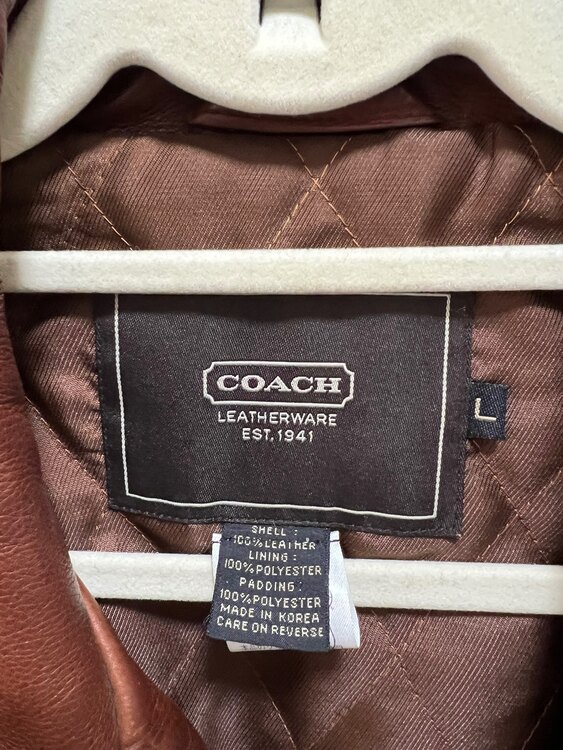 COACH
LEATHERWARE
EST. 1941
L
SHELL :
100%LEATHER
LINING :
100%POLYESTER
PADDING :
100%POLYESTER
MADE IN KOREA
CARE ON REVERSE